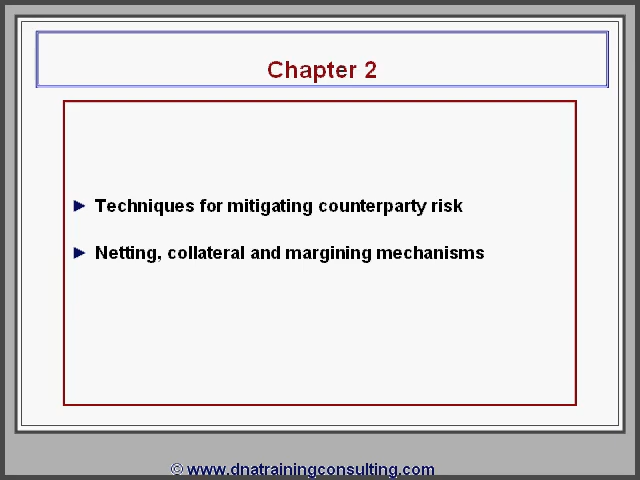 Chapter 2
► Techniques for mitigating counterparty risk
► Netting, collateral and margining mechanisms
© www.dnatrainingconsulting.com